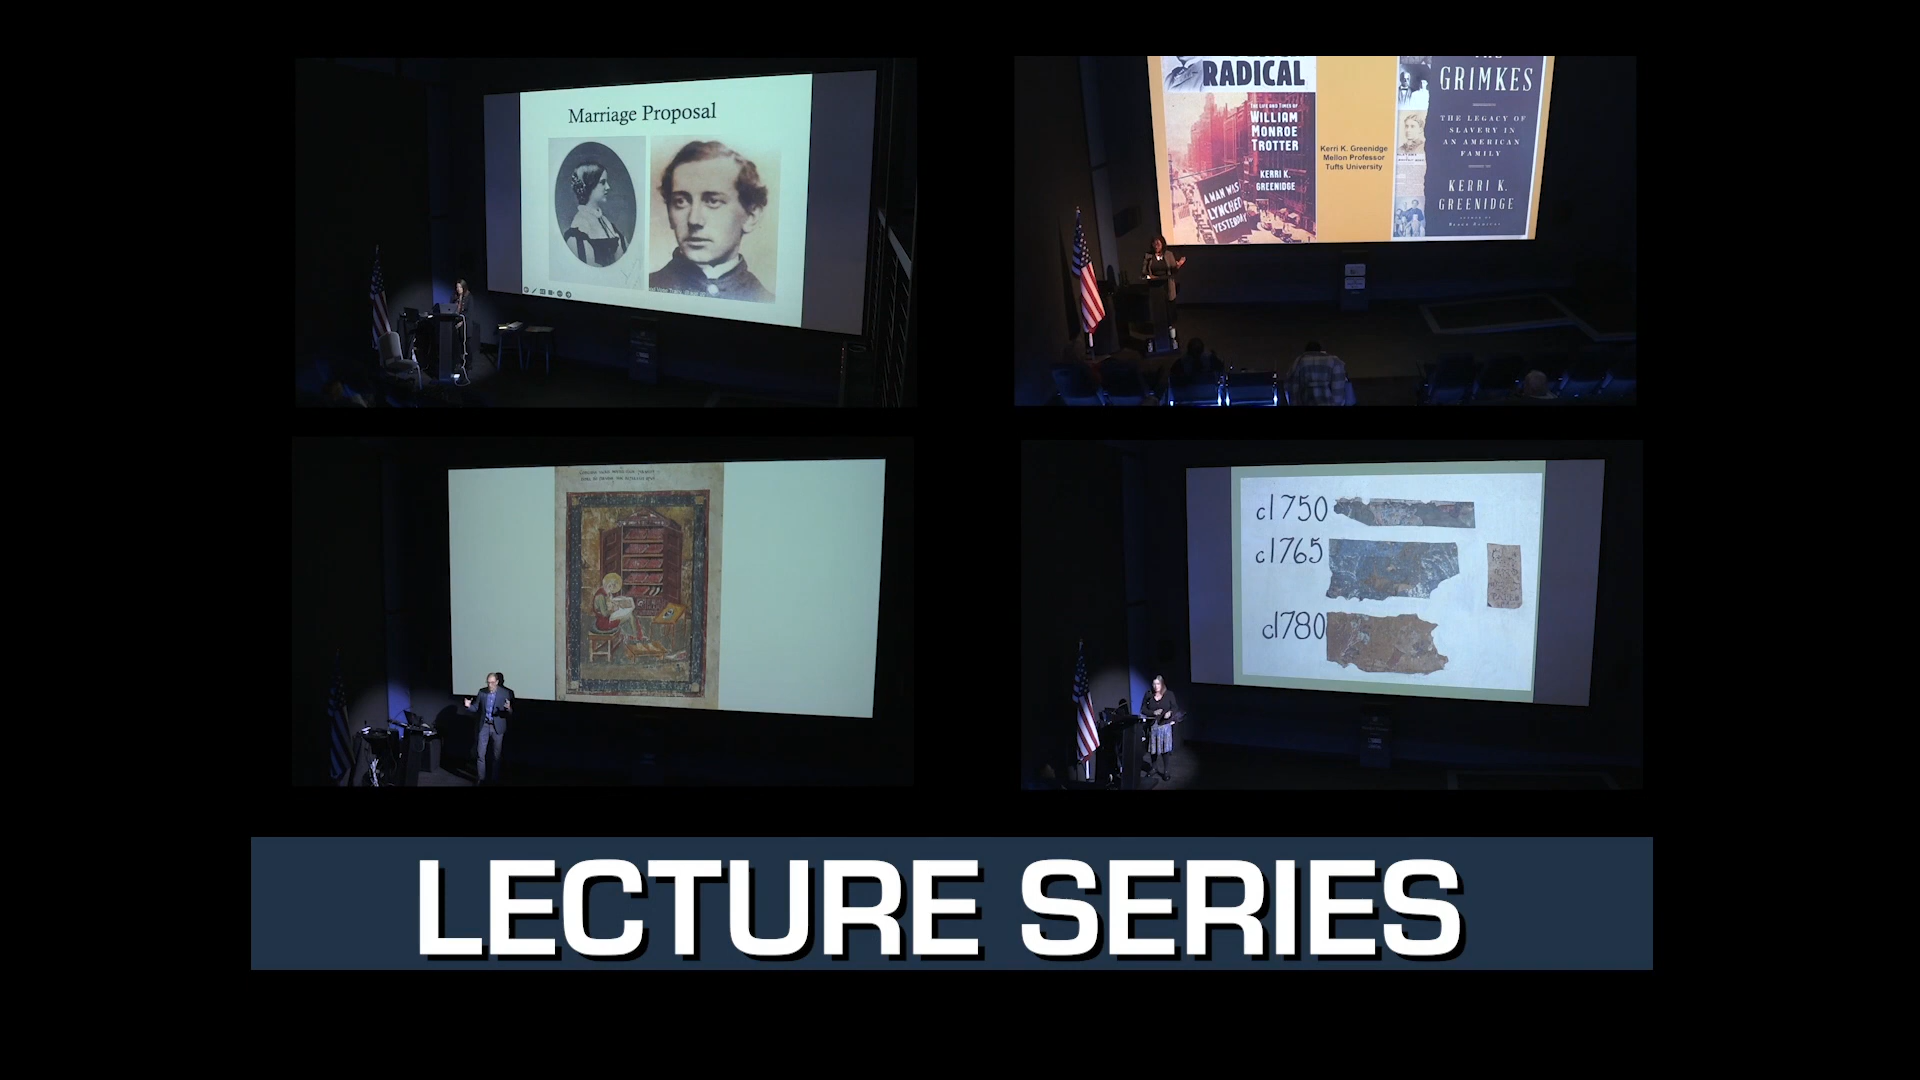 Marriage Proposal
RADICAL
THE LIFE AND TIMES OF
WILLIAM
MONROE
TROTTER
KERRI K.
GREENIDGE
A MAN WAS
LYNCHED
YESTERDAY
Kerri K. Greenidge
Mellon Professor
Tufts University
GRIMKES
THE LEGACY OF
SLAVERY IN
AN AMERICAN
FAMILY
KERRI K.
GREENIDGE
c1750
c1765
c1780
LECTURE SERIES